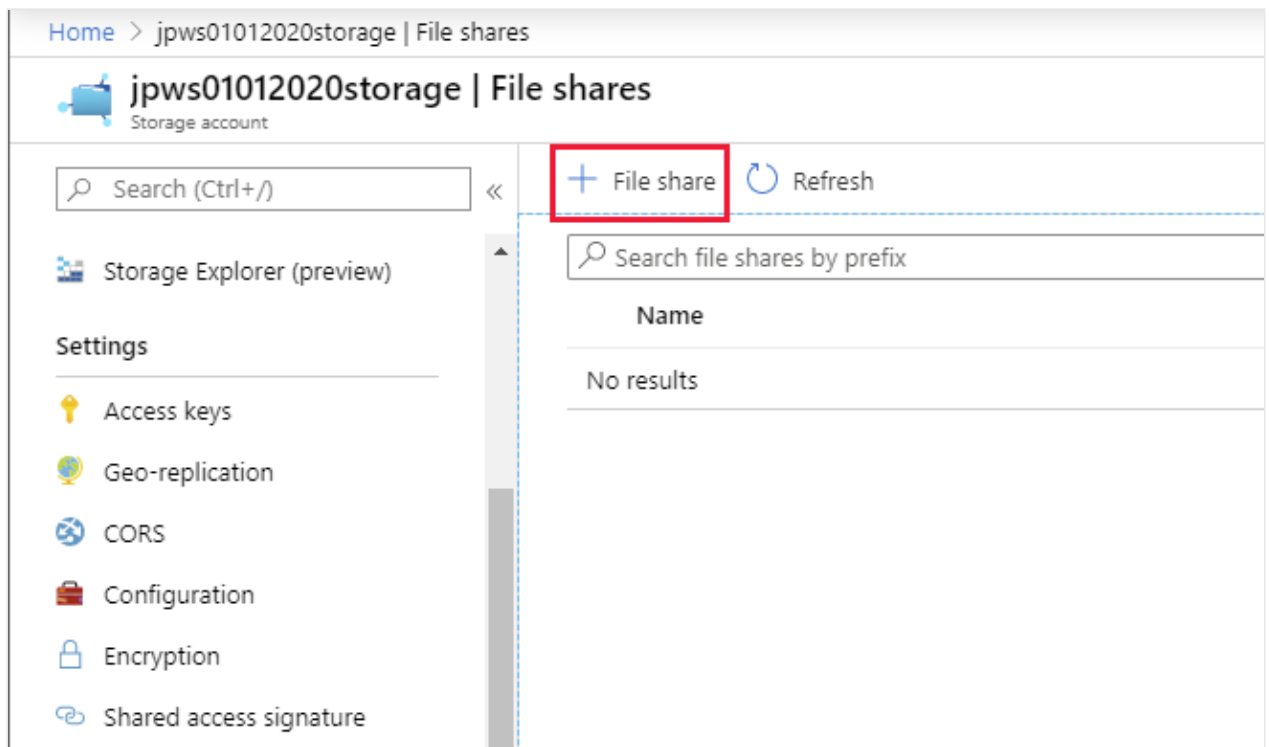 Home > jpws01012020storage | File shares
jpws01012020storage | File shares
Storage account
Search (Ctrl+/)
«
Storage Explorer (preview)
Settings
Access keys
Geo-replication
CORS
Configuration
Encryption
Shared access signature
+ File share Refresh
Search file shares by prefix
Name
No results